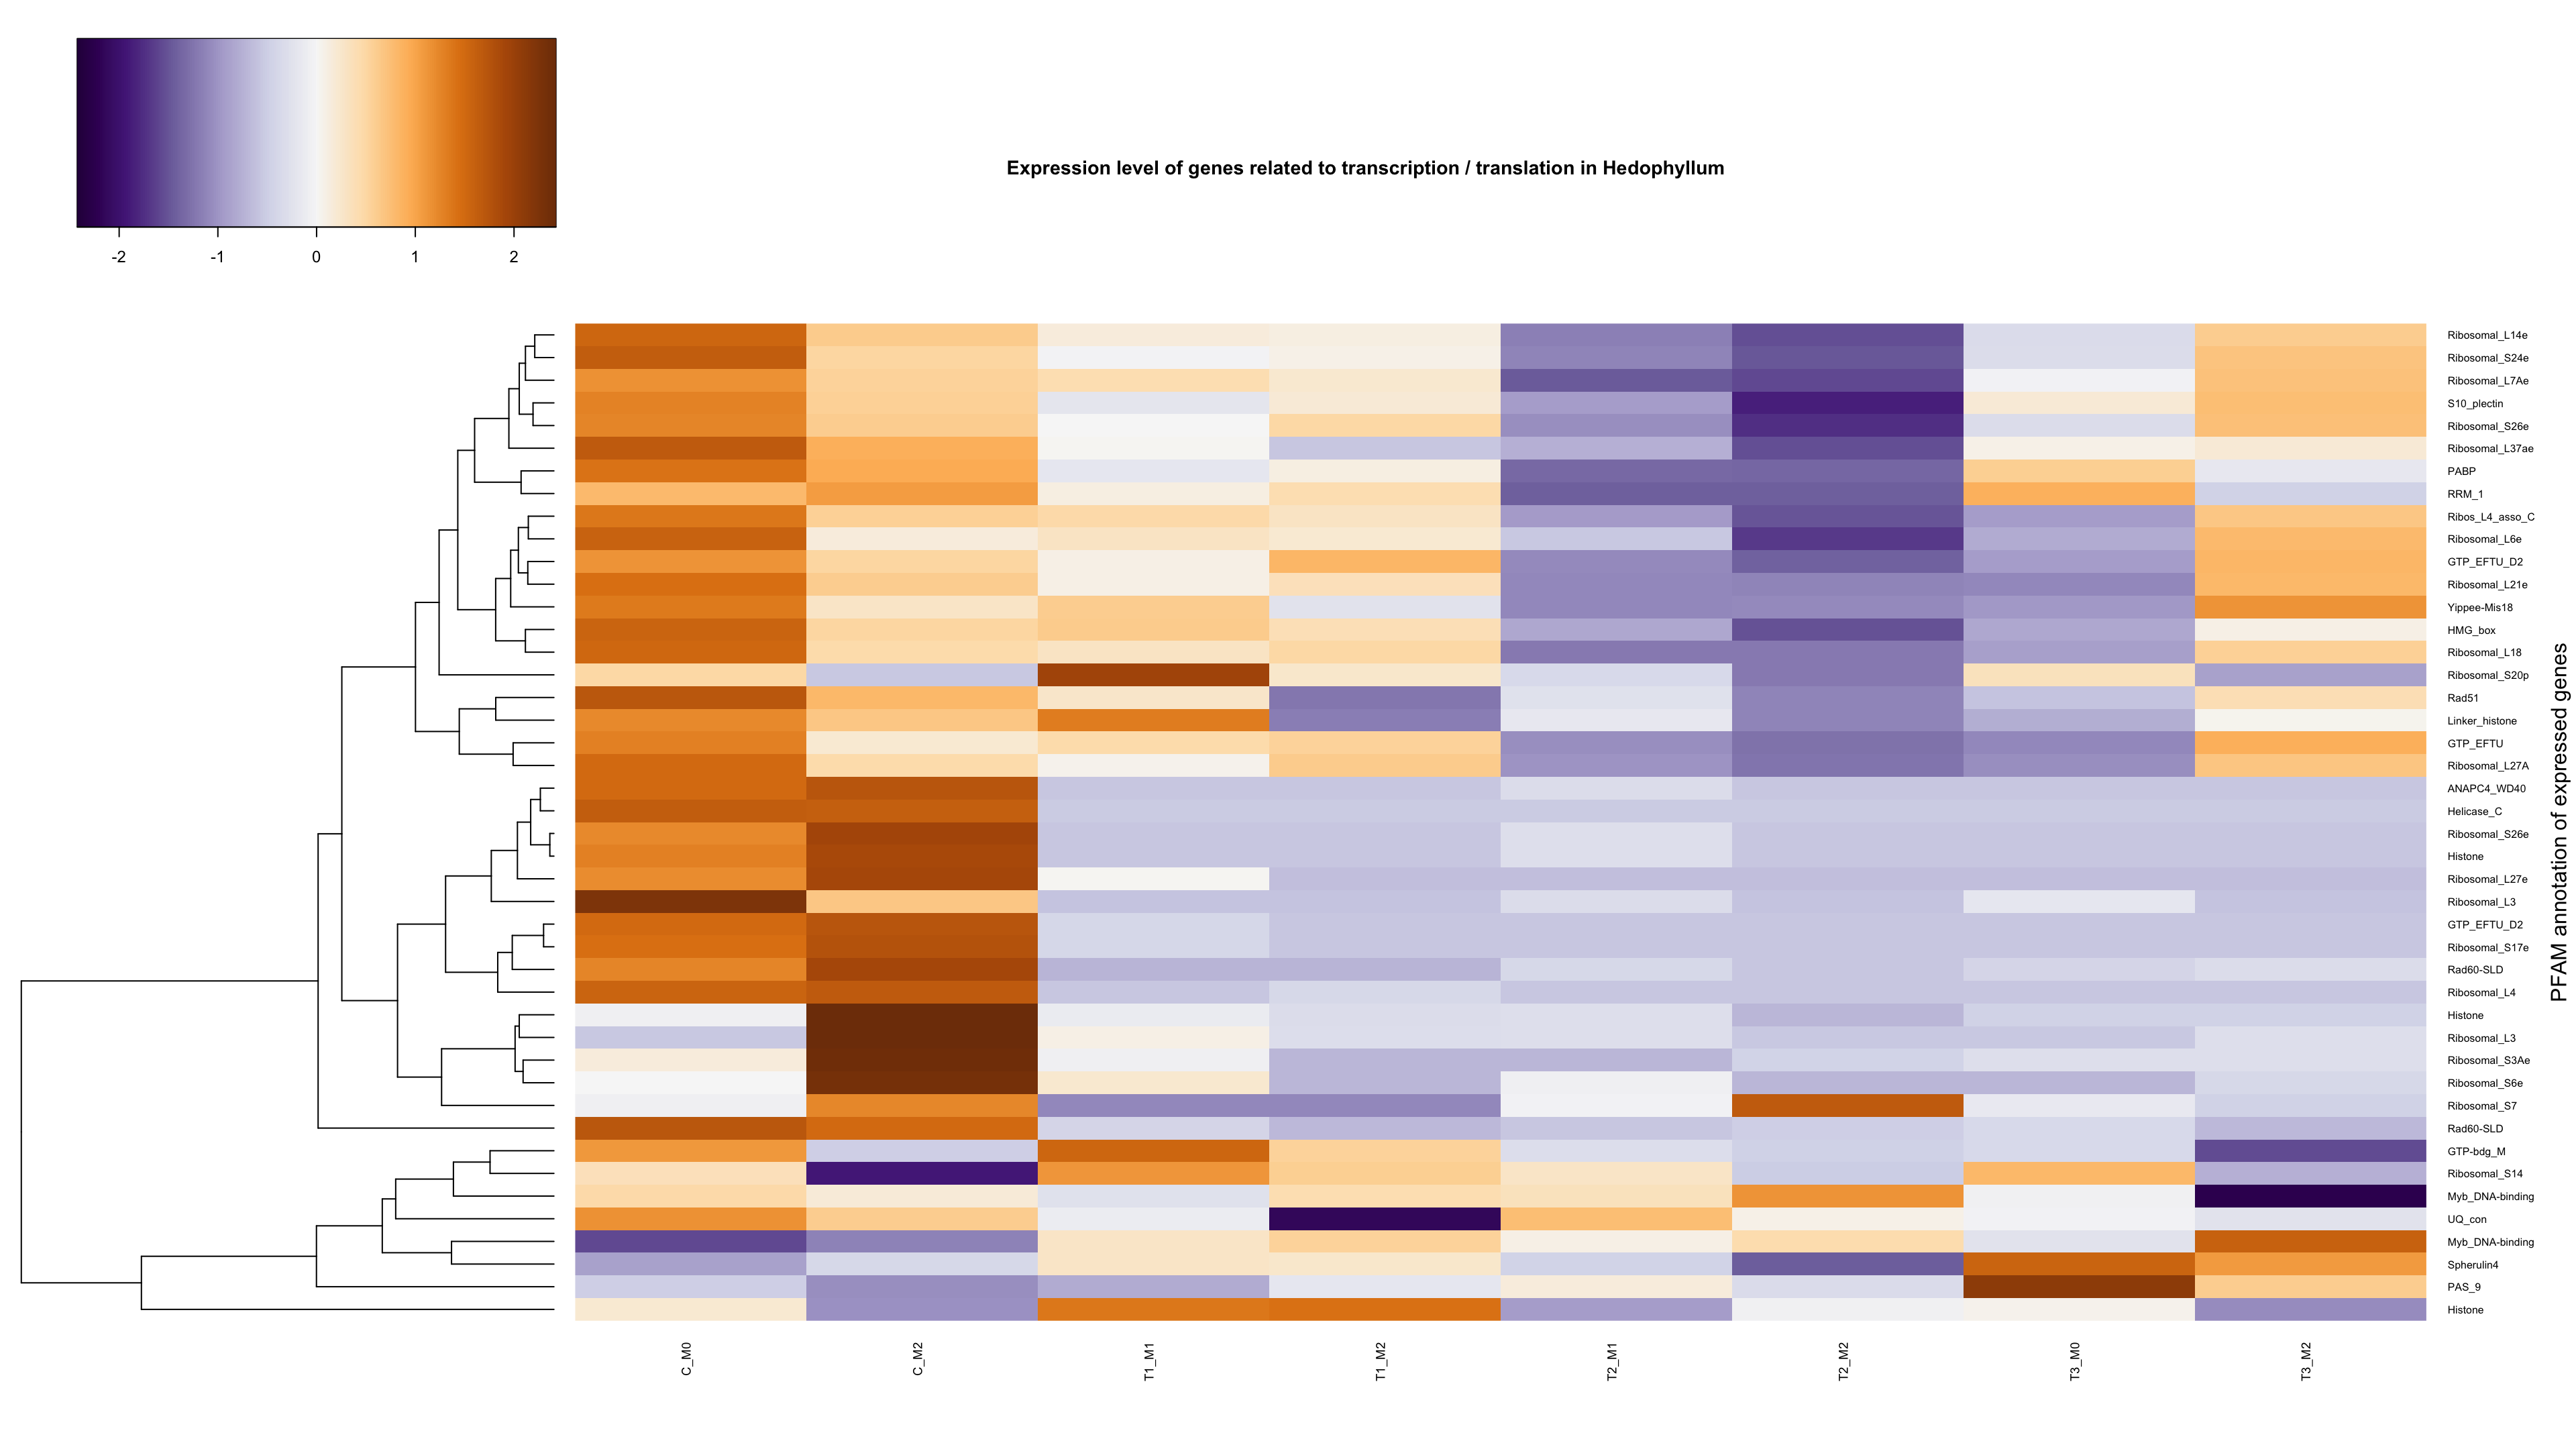 -2 -1 0 1 2
Expression level of genes related to transcription / translation in Hedophyllum
Ribosomal_L14e
Ribosomal_S24e
Ribosomal_L7Ae
S10_plectin
Ribosomal_S26e
Ribosomal_L37ae
PABP
RRM_1
Ribos_L4_asso_C
Ribosomal_L6e
GTP_EFTU_D2
Ribosomal_L21e
Yippee-Mis18
HMG_box
Ribosomal_L18
Ribosomal_S20p
Rad51
Linker_histone
GTP_EFTU
Ribosomal_L27A
ANAPC4_WD40
Helicase_C
Ribosomal_S26e
Histone
Ribosomal_L27e
Ribosomal_L3
GTP_EFTU_D2
Ribosomal_S17e
Rad60-SLD
Ribosomal_L4
Histone
Ribosomal_L3
Ribosomal_S3Ae
Ribosomal_S6e
Ribosomal_S7
Rad60-SLD
GTP-bdg_M
Ribosomal_S14
Myb_DNA-binding
UQ_con
Myb_DNA-binding
Spherulin4
PAS_9
Histone
PFAM annotation of expressed genes
C_M0
C_M2
T1_M1
T1_M2
T2_M1
T2_M2
T3_M0
T3_M2